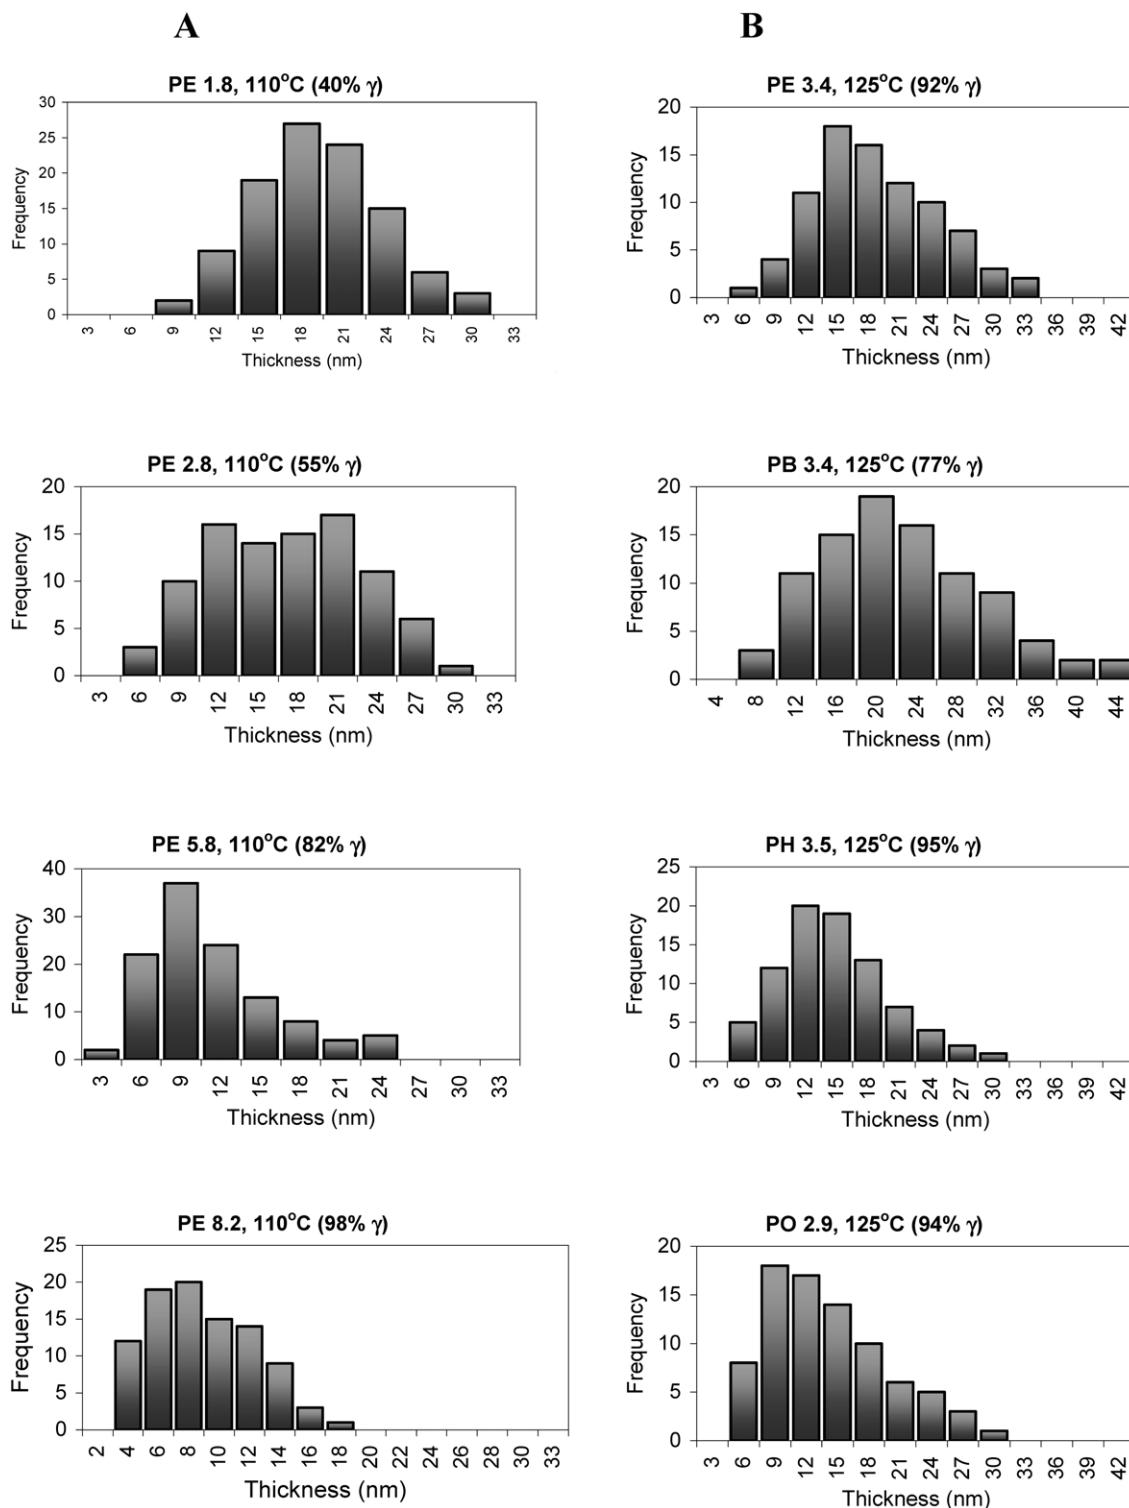 A
PE 1.8, 110°C (40% γ)
30
25
20
15
10
5
0
Frequency
3 6 9 12 15 18 21 24 27 30 33
Thickness (nm)
PE 2.8, 110°C (55% γ)
20
15
10
5
0
Frequency
3 6 9 12 15 18 21 24 27 30 33
Thickness (nm)
PE 5.8, 110°C (82% γ)
40
30
20
10
0
Frequency
3 6 9 12 15 18 21 24 27 30 33
Thickness (nm)
PE 8.2, 110°C (98% γ)
25
20
15
10
5
0
Frequency
2 4 6 8 10 12 14 16 18 20 22 24 26 30 33
Thickness (nm)
B
PE 3.4, 125°C (92% γ)
20
15
10
5
0
Frequency
3 6 9 12 15 18 21 24 27 30 33 36 39 42
Thickness (nm)
PB 3.4, 125°C (77% γ)
20
15
10
5
0
Frequency
4 8 12 16 20 24 28 32 36 40 44
Thickness (nm)
PH 3.5, 125°C (95% γ)
25
20
15
10
5
0
Frequency
3 6 9 12 15 18 21 24 27 30 33 36 39 42
Thickness (nm)
PO 2.9, 125°C (94% γ)
20
15
10
5
0
Frequency
3 6 9 12 15 18 21 24 27 30 33 36 39 42
Thickness (nm)